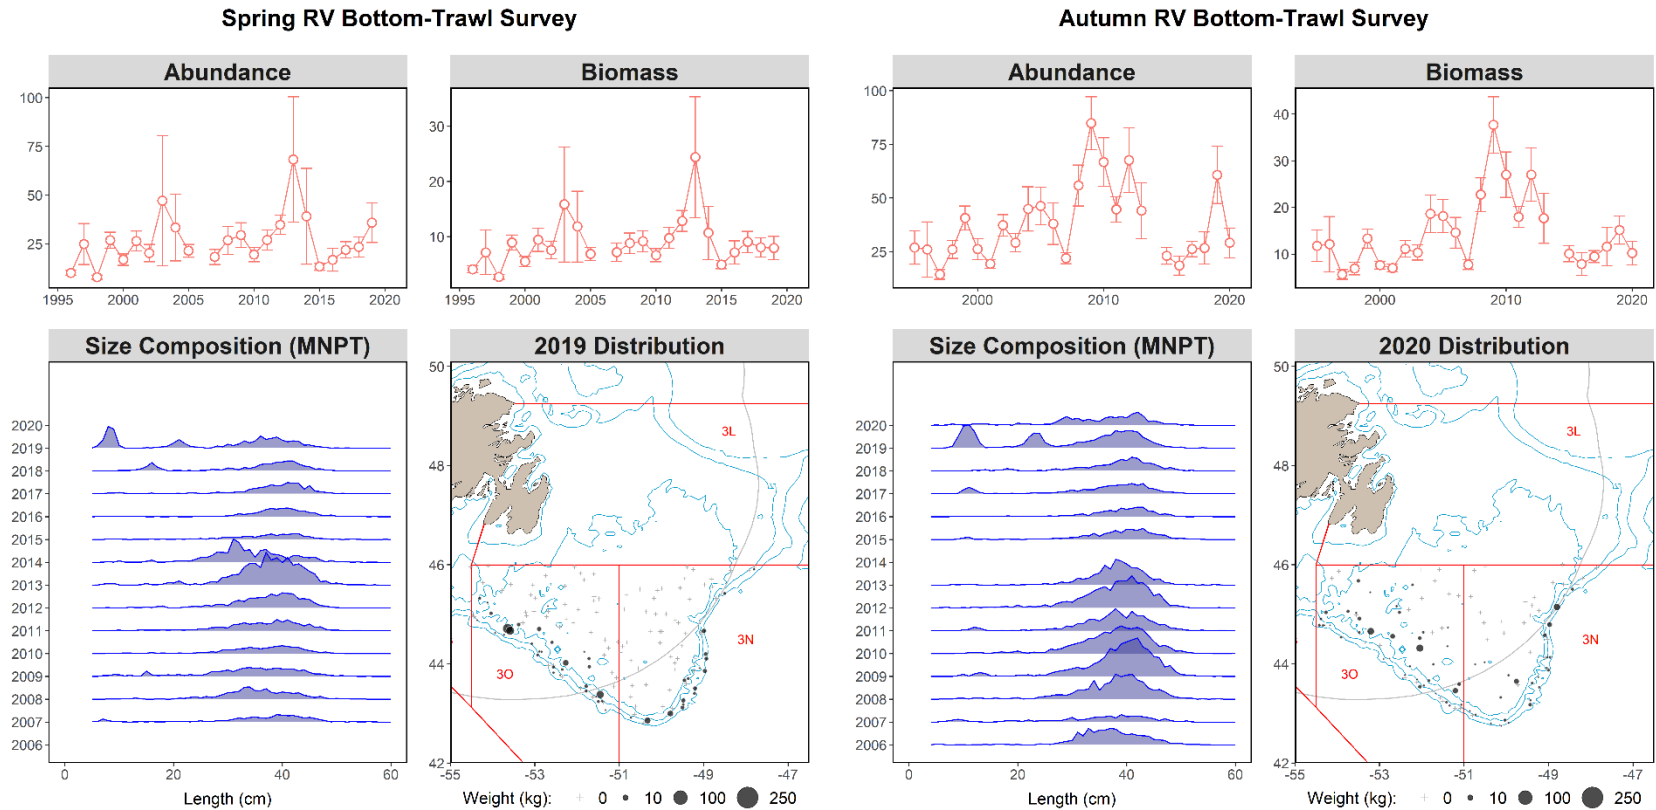 Spring RV Bottom-Trawl Survey
Autumn RV Bottom-Trawl Survey
Abundance
Biomass
Abundance
Biomass
100
75
50
25
1995 2000 2005 2010 2015 2020
30
20
10
1995 2000 2005 2010 2015 2020
100
75
50
25
2000 2010 2020
40
30
20
10
2000 2010 2020
Size Composition (MNPT)
2019 Distribution
Size Composition (MNPT)
2020 Distribution
2020
2019
2018
2017
2016
2015
2014
2013
2012
2011
2010
2009
2008
2007
2006
0 20 40 60
Length (cm)
50
48
46
44
42
3L
3N
3O
-55 -53 -51 -49 -47
Weight (kg): 0 10 100 250
2020
2019
2018
2017
2016
2015
2013
2012
2011
2010
2009
2008
2007
2006
0 20 40 60
Length (cm)
50
48
46
44
42
3L
3N
3O
-55 -53 -51 -49 -47
Weight (kg): 0 10 100 250